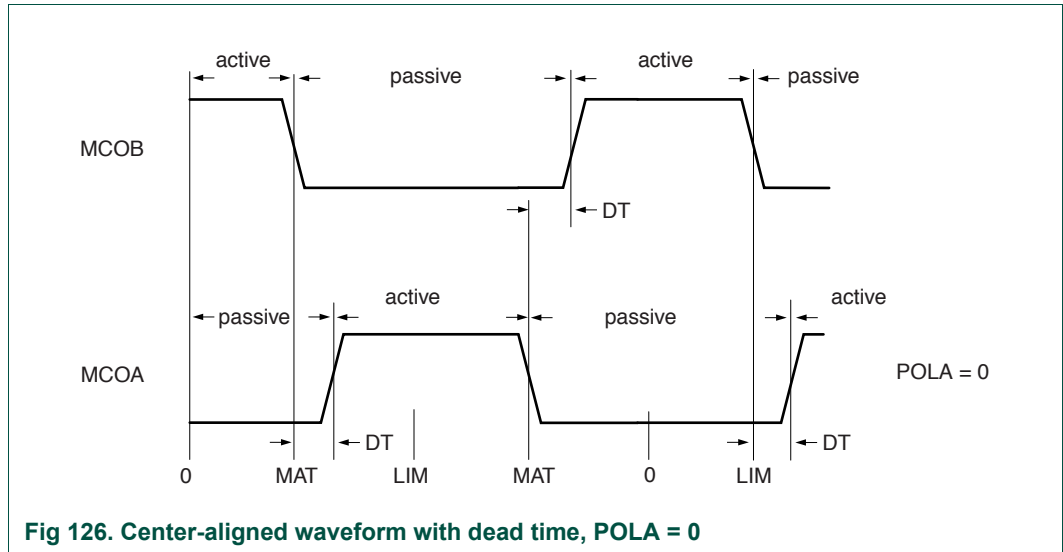 active
passive
active
passive
MCOB
DT
active
active
passive
passive
MCOA
POLA = 0
DT
DT
0
MAT
LIM
MAT
0
LIM
Fig 126. Center-aligned waveform with dead time, POLA = 0